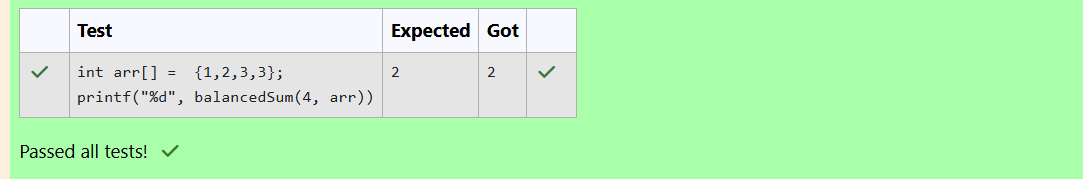 Test Expected Got
int arr[] =  {1,2,3,3}; 2 2
printf("%d", balancedSum(4, arr))
Passed all tests!